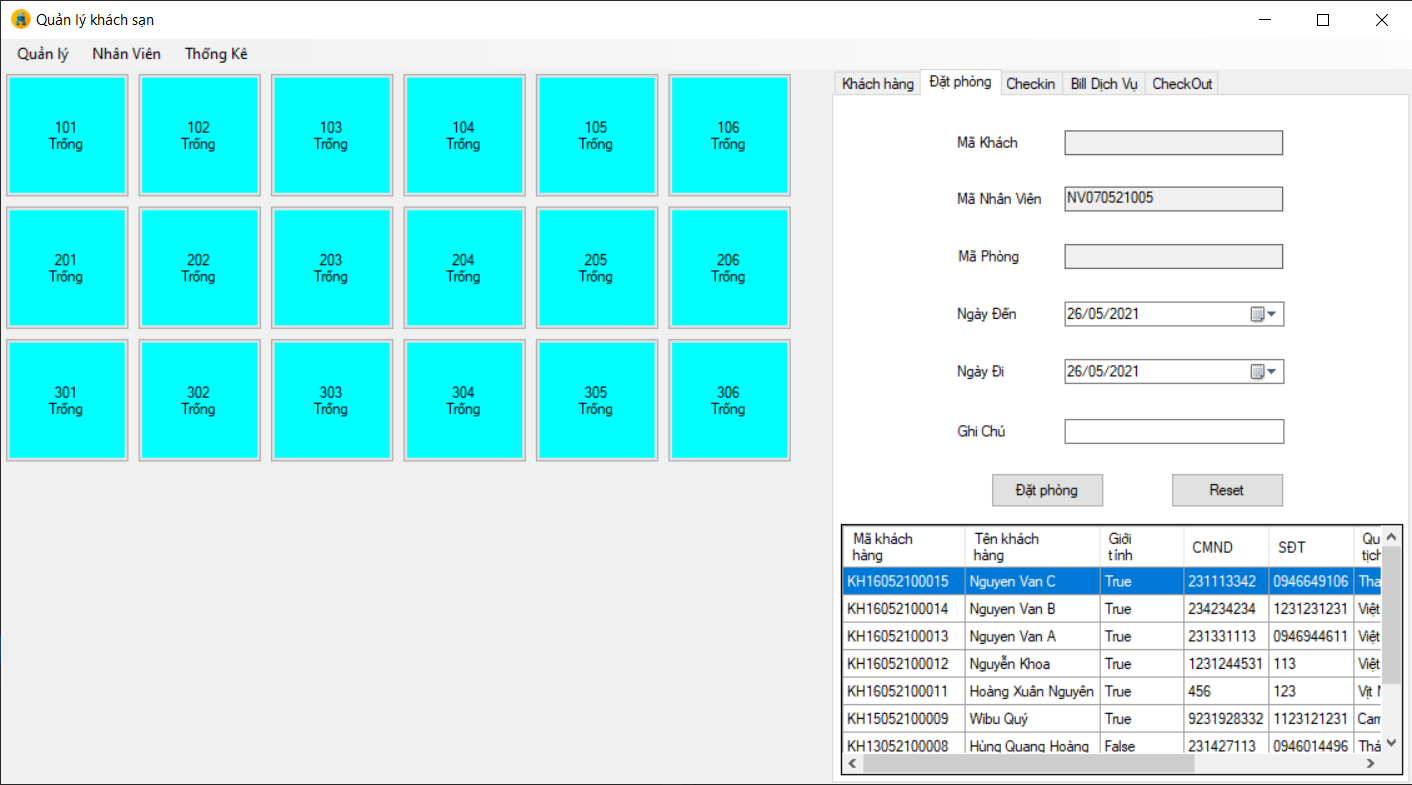 Quản lý khách sạn
Quản lý Nhân Viên Thống Kê
101
Trống
102
Trống
103
Trống
104
Trống
105
Trống
106
Trống
201
Trống
202
Trống
203
Trống
204
Trống
205
Trống
206
Trống
301
Trống
302
Trống
303
Trống
304
Trống
305
Trống
306
Trống
Khách hàng Đặt phòng Checkin Bill Dịch Vụ CheckOut
Mã Khách
Mã Nhân Viên NV070521005
Mã Phòng
Ngày Đến 26/05/2021
Ngày Đi 26/05/2021
Ghi Chú
Đặt phòng Reset
Mã khách hàng Tên khách hàng Giới tính CMND SĐT Qu tịch
KH16052100015 Nguyen Van C True 231113342 0946649106 Tha
KH16052100014 Nguyen Van B True 234234234 1231231231 Việt
KH16052100013 Nguyen Van A True 231331113 0946944611 Việt
KH16052100012 Nguyễn Khoa True 1231244531 113 Việt
KH16052100011 Hoàng Xuân Nguyên True 456 123 Vịt N
KH15052100009 Wibu Quý True 9231928332 1123121231 Cam
KH13052100008 Hùng Quang Hoàng False 231427113 0946014496 Thá